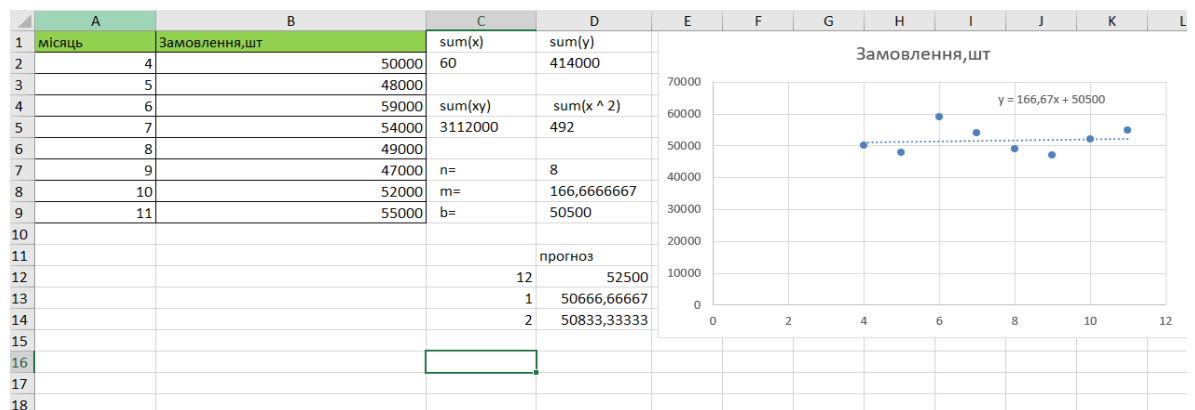 A B C D E F G H I J K L
1 місяць Замовлення,шт sum(x) sum(y)
2 4 50000 60 414000
3 5 48000
4 6 59000 sum(xy) sum(x ^ 2)
5 7 54000 3112000 492
6 8 49000
7 9 47000 n= 8
8 10 52000 m= 166,6666667
9 11 55000 b= 50500
10
11 прогноз
12 12 52500
13 1 50666,66667
14 2 50833,33333
15
16
17
18
Замовлення,шт
y = 166,67x + 50500
70000
60000
50000
40000
30000
20000
10000
0
0 2 4 6 8 10 12